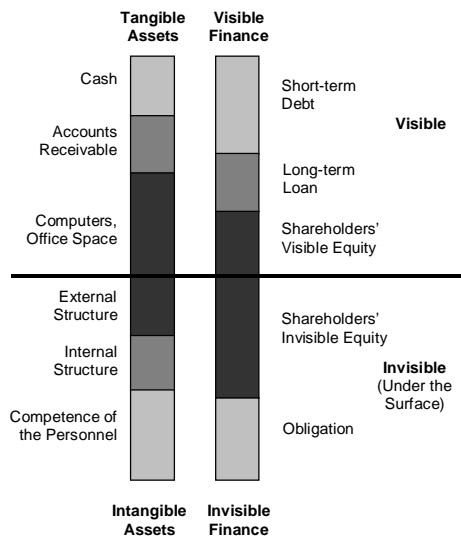 Tangible
Assets
Visible
Finance
Cash
Short-term
Debt
Visible
Accounts
Receivable
Long-term
Loan
Computers,
Office Space
Shareholders’
Visible Equity
External
Structure
Shareholders’
Invisible Equity
Internal
Structure
Invisible
(Under the
Surface)
Competence of
the Personnel
Obligation
Intangible
Assets
Invisible
Finance